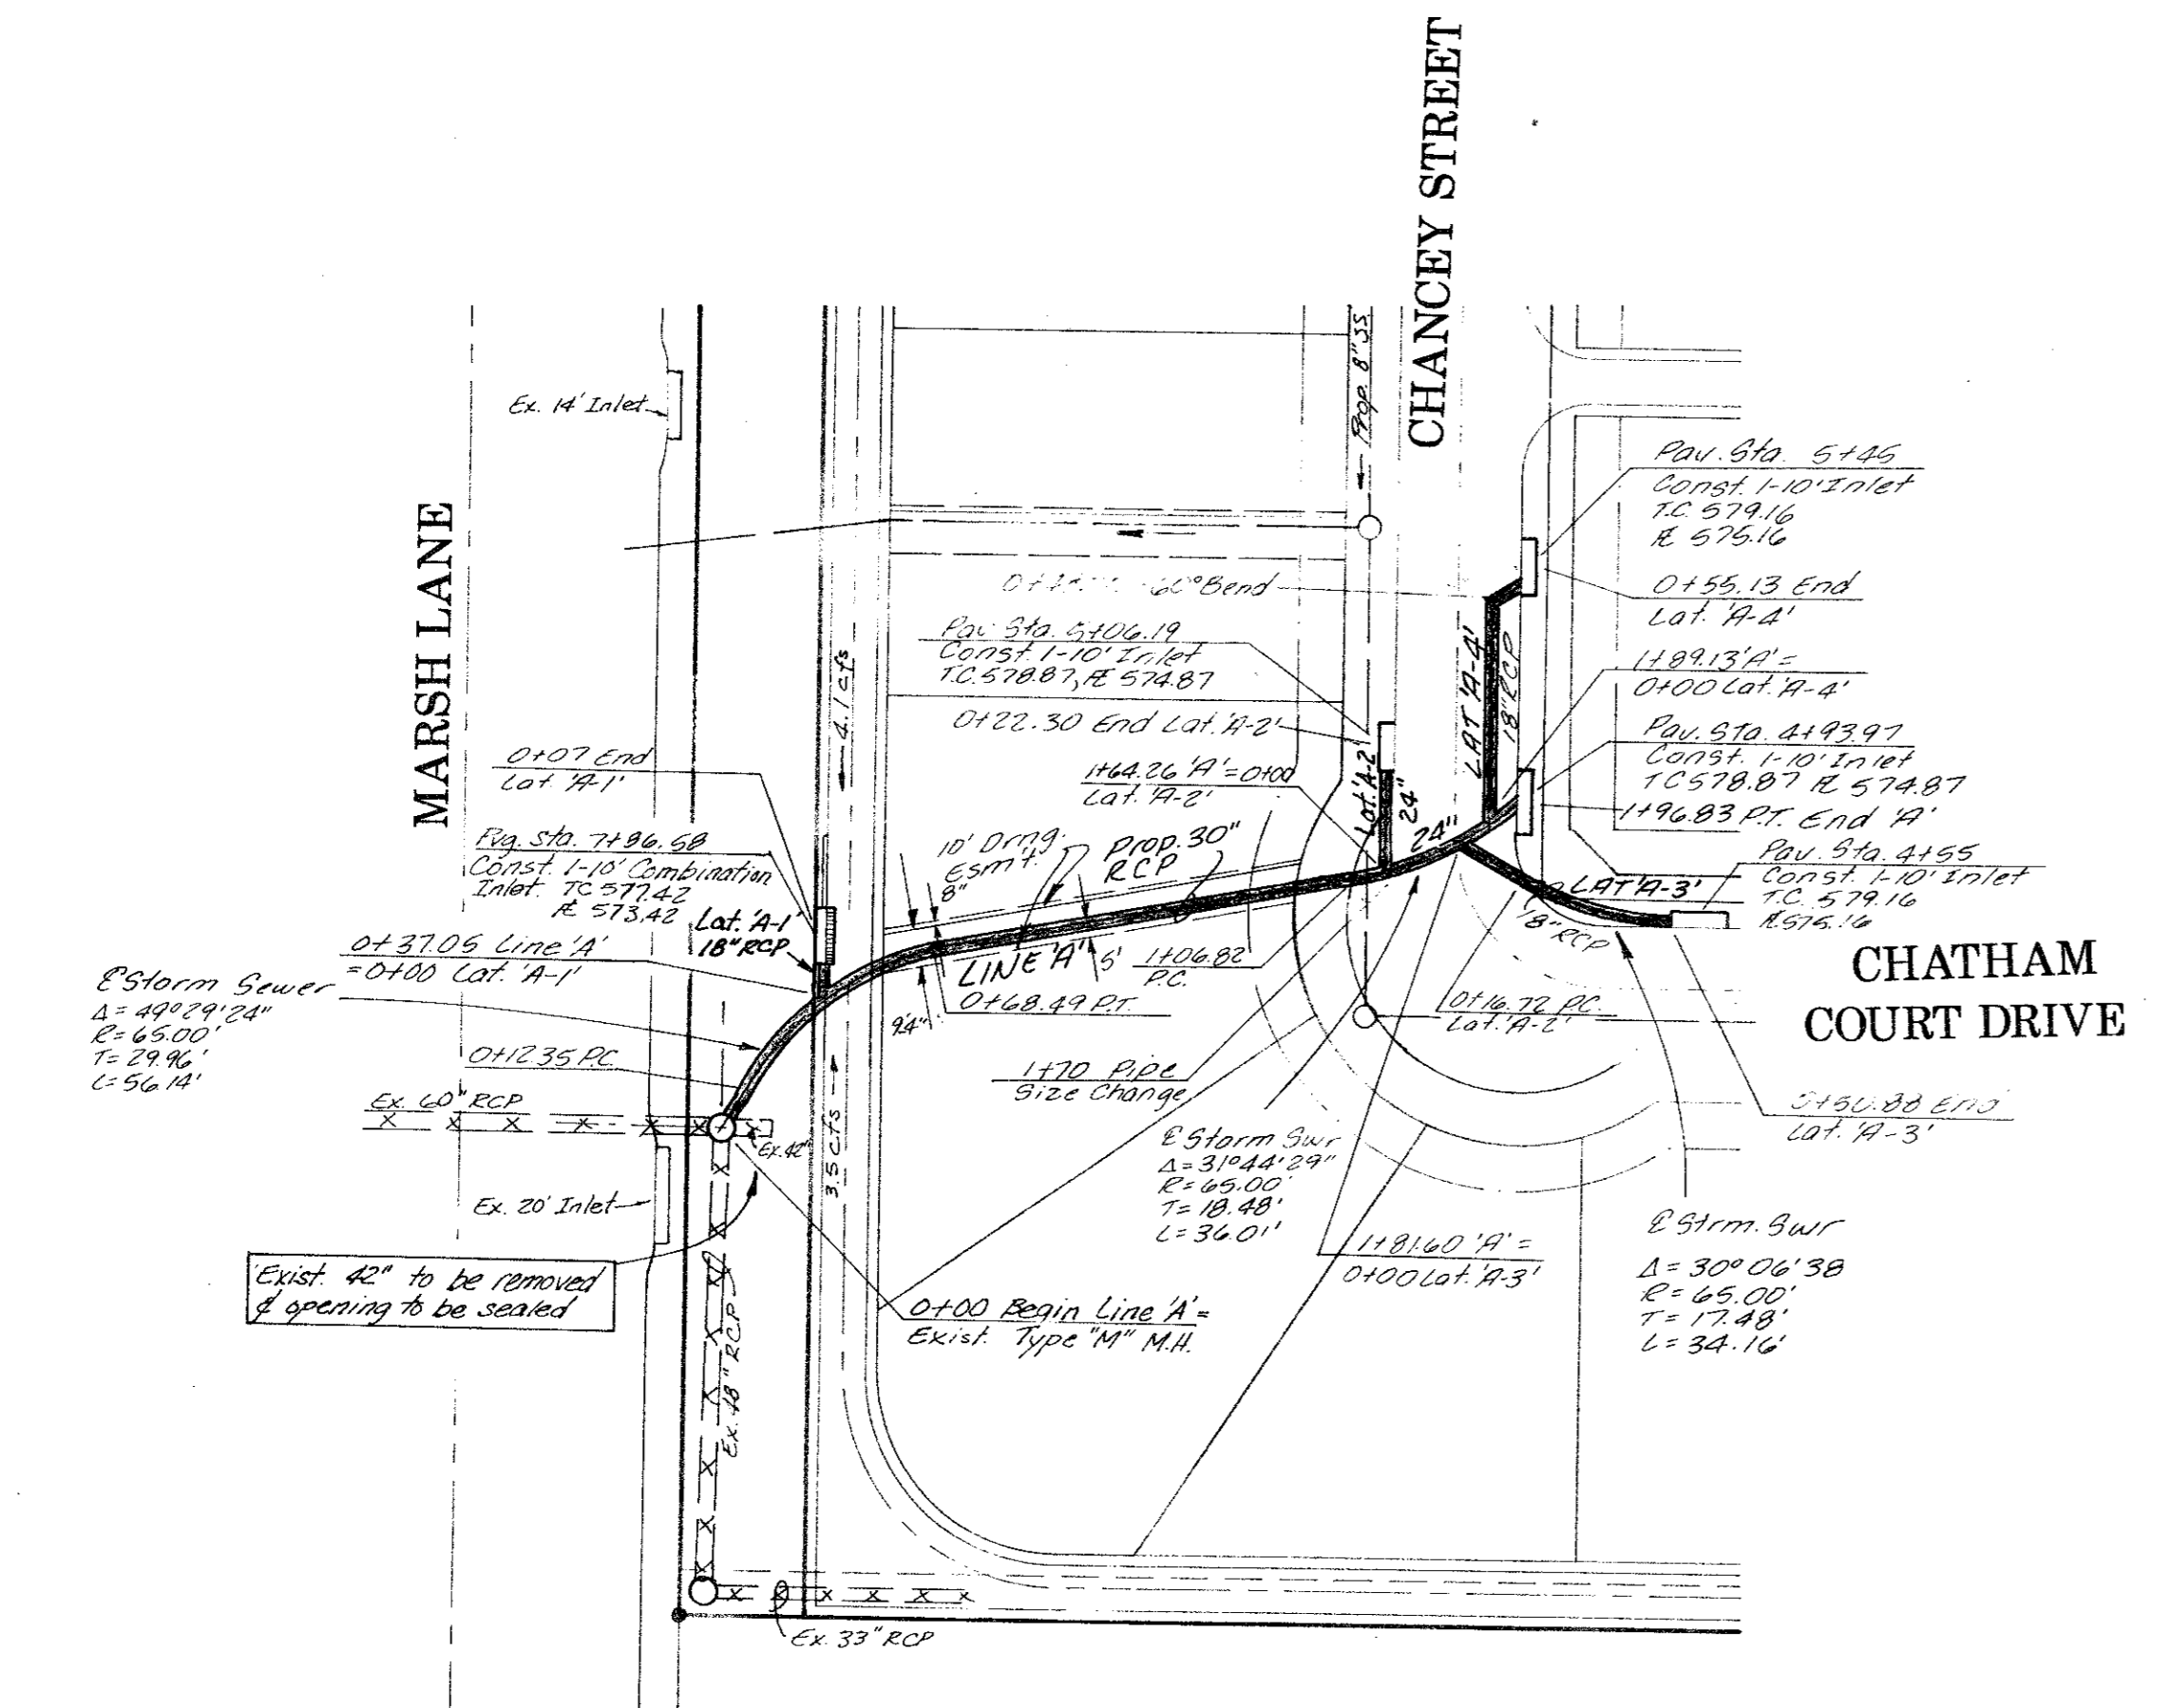 CHANCEY STREET
MARSH LANE
CHATHAM
COURT DRIVE
Ex. 14' Inlet
Prop. 8" SS
Pav. Sta. 5+45
Const. 1-10' Inlet
T.C. 579.16
FL 575.16
0+55.13 End
Lat. 'A-4'
60° Bend
Pav. Sta. 5+06.19
Const. 1-10' Inlet
T.C. 578.87, FL 574.87
0+22.30 End Lat. 'A-2'
1+64.26 'A' = 0+00
Lat. 'A-2'
Lat. 'A-2'
24"
24"
LAT 'A-4'
18" RCP
1+89.13 'A' =
0+00 Lat. 'A-4'
Pav. Sta. 4+93.97
Const. 1-10' Inlet
TC 578.87 FL 574.87
1+96.83 P.T. End 'A'
Pav. Sta. 4+55
Const. 1-10' Inlet
T.C. 579.16
FL 575.16
LAT 'A-3'
18" RCP
4.1 cfs
3.5 cfs
0+07 End
Lat. 'A-1'
Pvg. Sta. 7+86.58
Const. 1-10' Combination
Inlet. TC 577.42
FL 573.42
Lat. 'A-1'
18" RCP
0+37.05 Line 'A'
= 0+00 Lat. 'A-1'
℄ Storm Sewer
Δ = 49°29'24"
R = 65.00'
T = 29.96'
L = 56.14'
0+12.35 P.C.
10' Drng.
Esm't.
8"
Prop. 30"
RCP
LINE 'A'
5'
9.4"
0+68.49 P.T.
1+06.82
P.C.
0+16.72 P.C.
Lat. 'A-2'
1+70 Pipe
Size Change
Ex. 60" RCP
Ex. 42"
Ex. 20' Inlet
Exist. 42" to be removed
& opening to be sealed
Ex. 48" RCP
Ex. 33" RCP
0+00 Begin Line 'A' =
Exist. Type "M" M.H.
℄ Storm Swr
Δ = 31°44'29"
R = 65.00'
T = 18.48'
L = 36.01'
1+81.60 'A' =
0+00 Lat. 'A-3'
℄ Strm. Swr
Δ = 30°06'38
R = 65.00'
T = 17.48'
L = 34.16'
0+50.88 End
Lat. 'A-3'